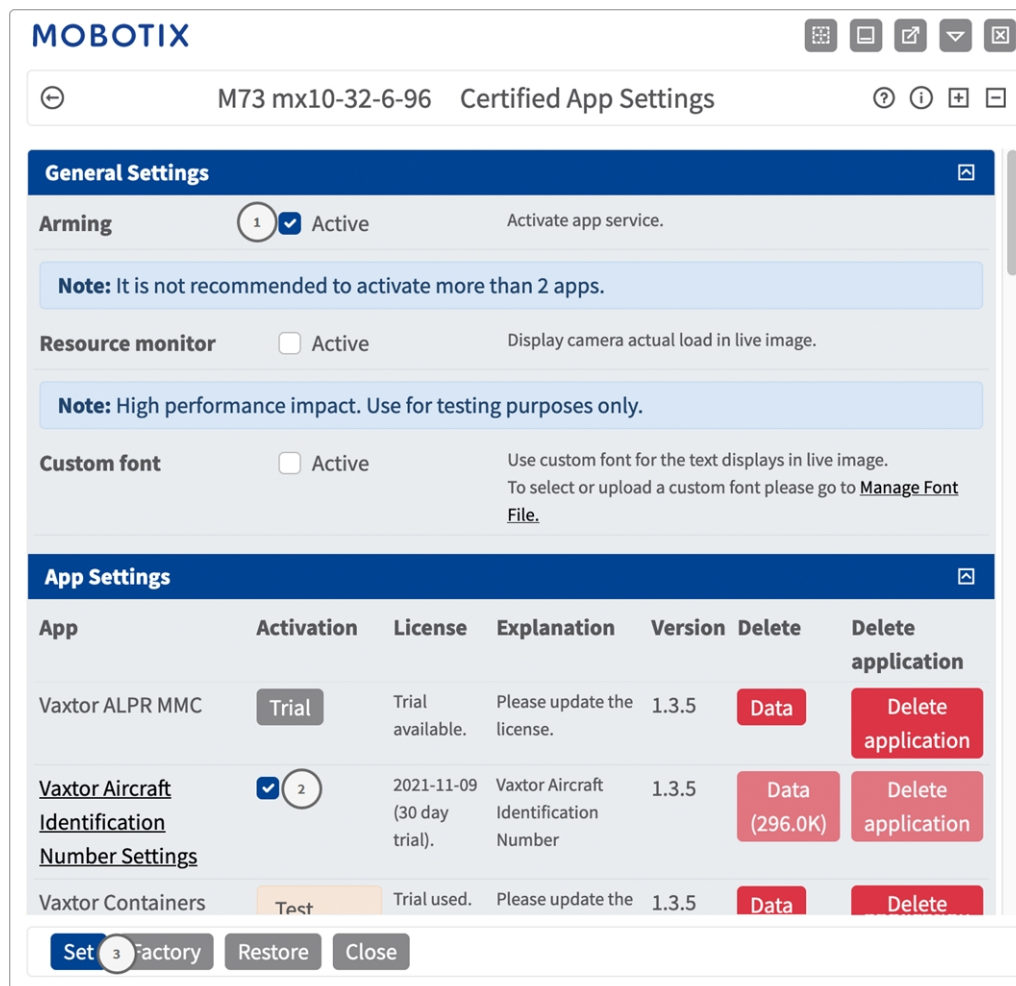 MOBOTIX
M73 mx10-32-6-96 Certified App Settings
General Settings
Arming 1 Active Activate app service.
Note: It is not recommended to activate more than 2 apps.
Resource monitor Active Display camera actual load in live image.
Note: High performance impact. Use for testing purposes only.
Custom font Active Use custom font for the text displays in live image.
To select or upload a custom font please go to Manage Font
File.
App Settings
App Activation License Explanation Version Delete Delete
application
Vaxtor ALPR MMC Trial Trial Please update the 1.3.5 Data Delete
available. license. application
Vaxtor Aircraft 2 2021-11-09 Vaxtor Aircraft 1.3.5 Data Delete
Identification (30 day Identification (296.0K) application
Number Settings trial). Number
Vaxtor Containers Test Trial used. Please update the 1.3.5 Data Delete
Set 3 Factory Restore Close